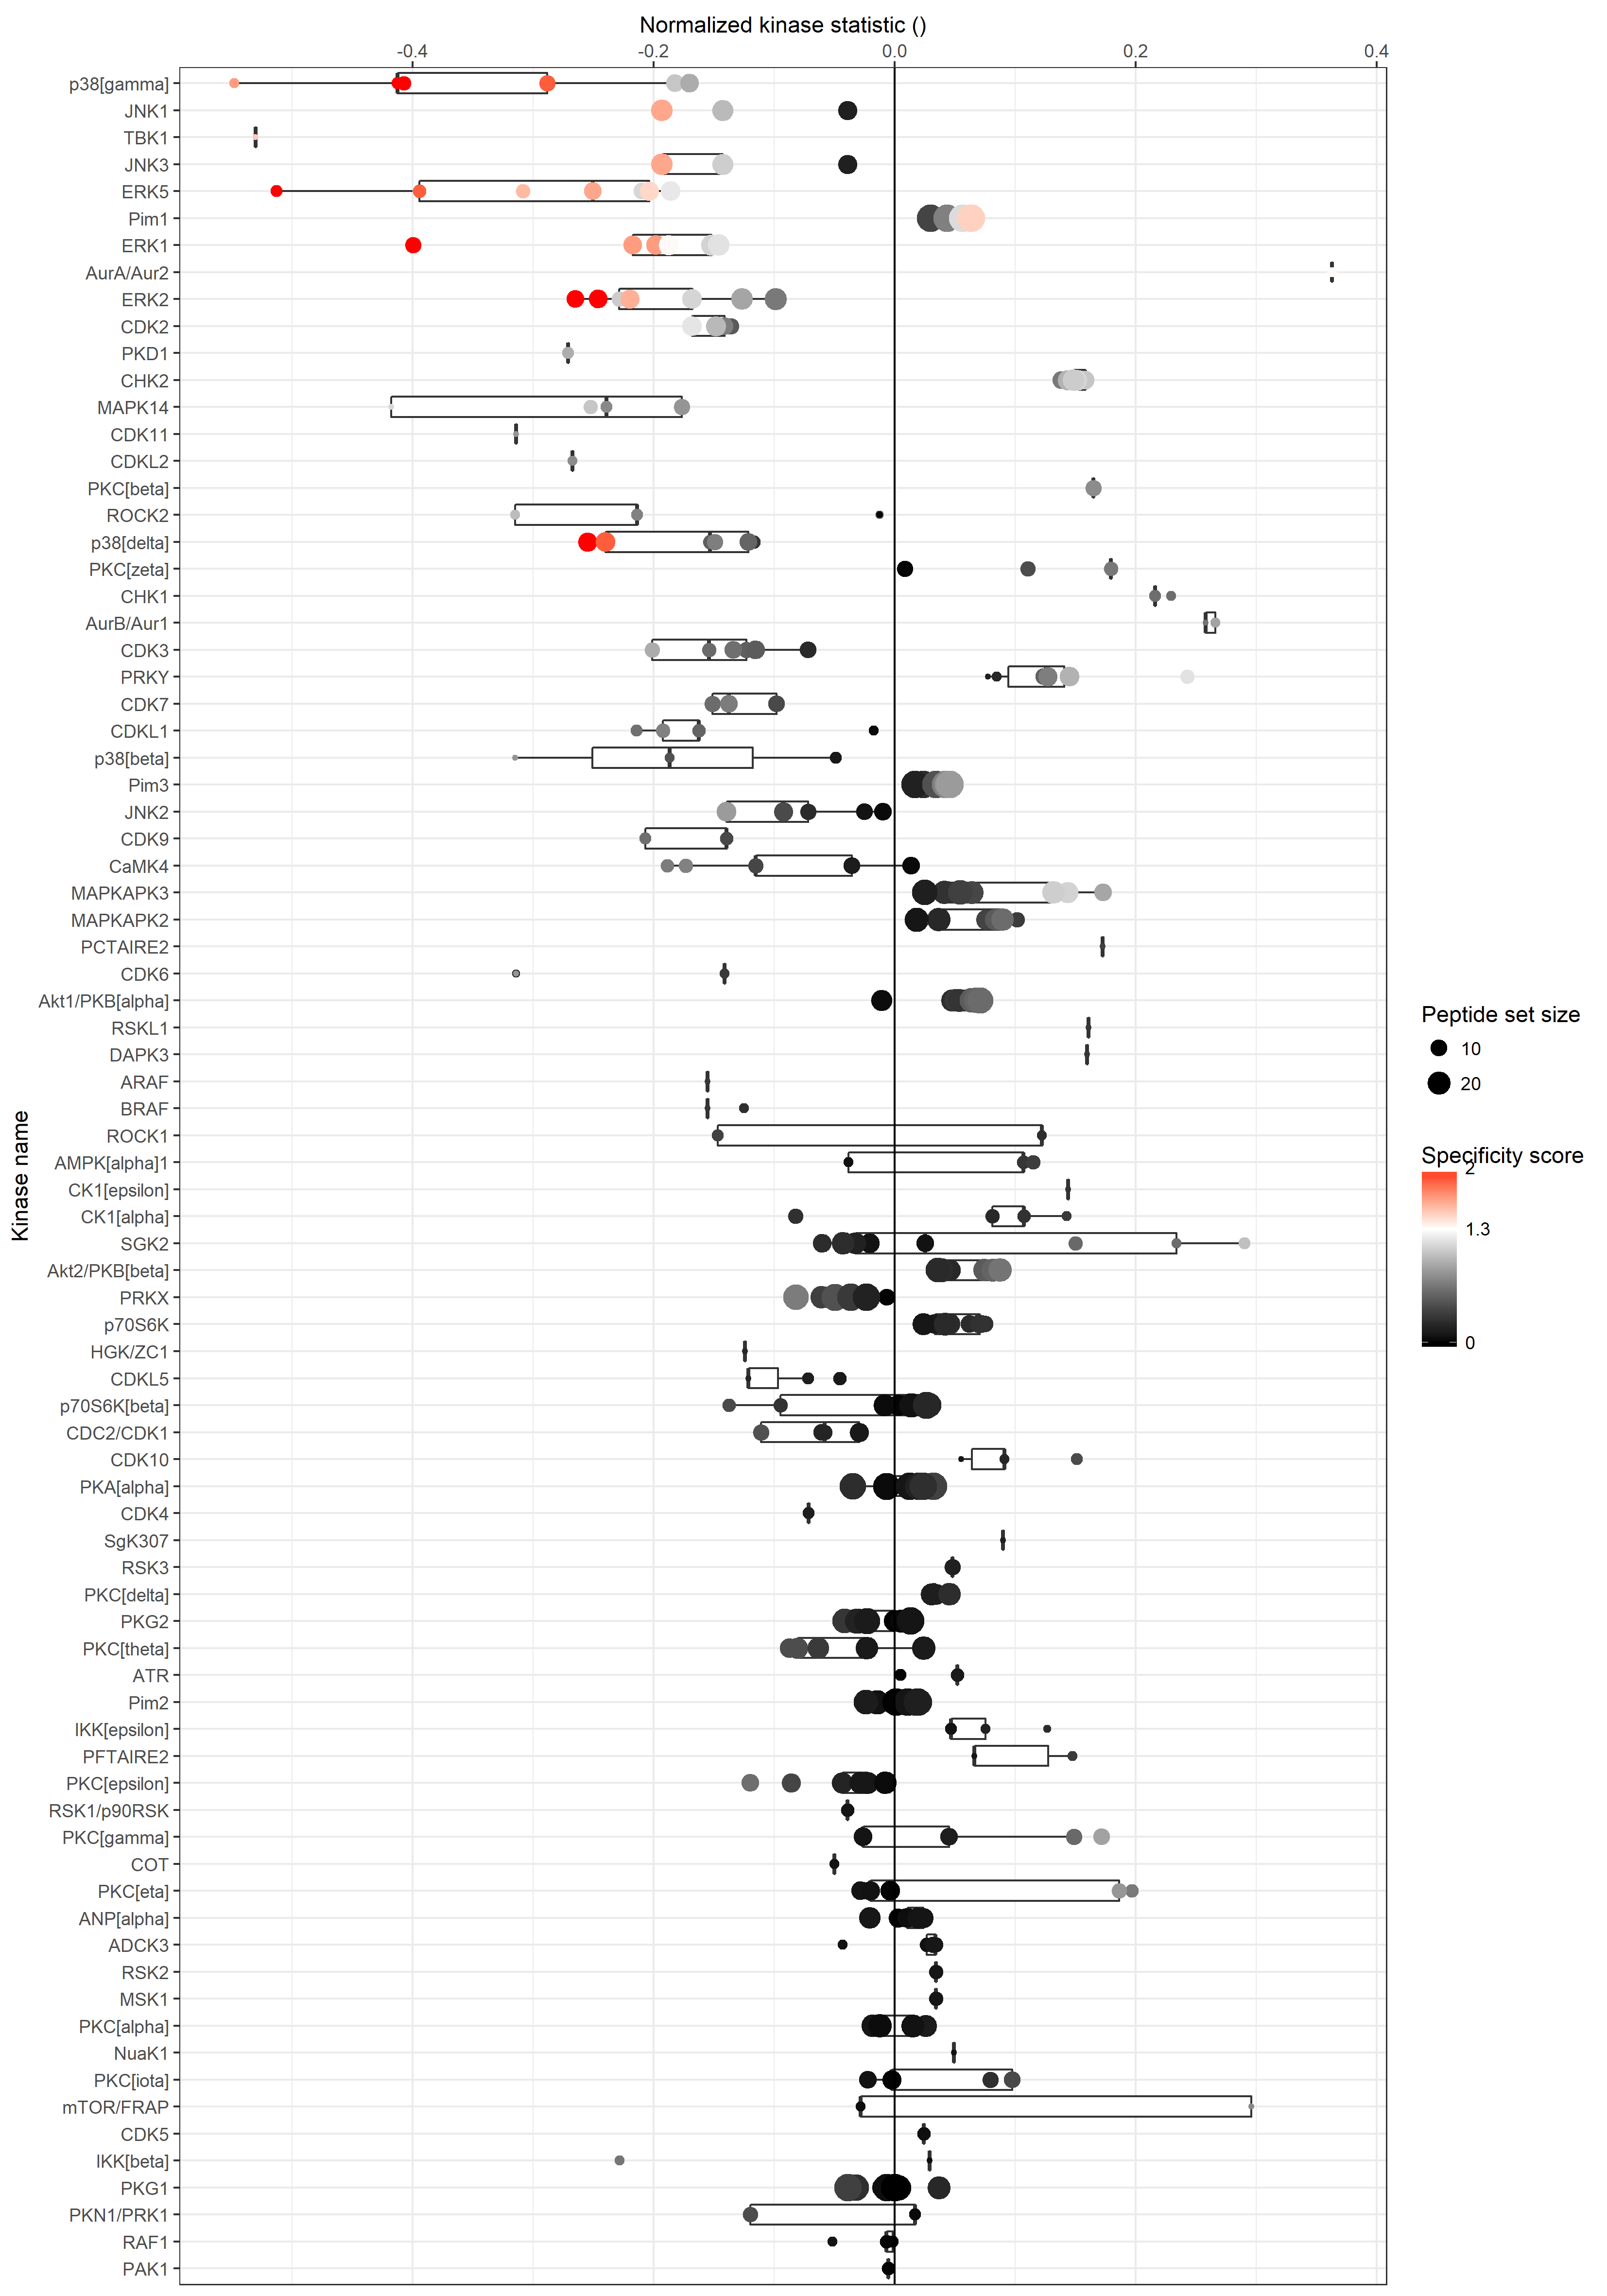 Normalized kinase statistic ()
-0.4
-0.2
0.0
0.2
0.4
Kinase name
p38[gamma]
JNK1
TBK1
JNK3
ERK5
Pim1
ERK1
AurA/Aur2
ERK2
CDK2
PKD1
CHK2
MAPK14
CDK11
CDKL2
PKC[beta]
ROCK2
p38[delta]
PKC[zeta]
CHK1
AurB/Aur1
CDK3
PRKY
CDK7
CDKL1
p38[beta]
Pim3
JNK2
CDK9
CaMK4
MAPKAPK3
MAPKAPK2
PCTAIRE2
CDK6
Akt1/PKB[alpha]
RSKL1
DAPK3
ARAF
BRAF
ROCK1
AMPK[alpha]1
CK1[epsilon]
CK1[alpha]
SGK2
Akt2/PKB[beta]
PRKX
p70S6K
HGK/ZC1
CDKL5
p70S6K[beta]
CDC2/CDK1
CDK10
PKA[alpha]
CDK4
SgK307
RSK3
PKC[delta]
PKG2
PKC[theta]
ATR
Pim2
IKK[epsilon]
PFTAIRE2
PKC[epsilon]
RSK1/p90RSK
PKC[gamma]
COT
PKC[eta]
ANP[alpha]
ADCK3
RSK2
MSK1
PKC[alpha]
NuaK1
PKC[iota]
mTOR/FRAP
CDK5
IKK[beta]
PKG1
PKN1/PRK1
RAF1
PAK1
Peptide set size
10
20
Specificity score
2
1.3
0